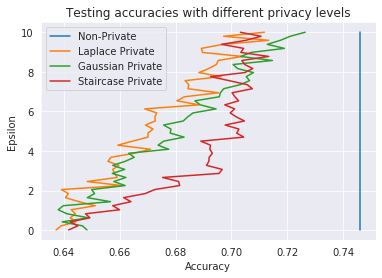 Testing accuracies with different privacy levels
Non-Private
Laplace Private
Gaussian Private
Staircase Private
10
8
6
4
2
0
Epsilon
0.64 0.66 0.68 0.70 0.72 0.74
Accuracy